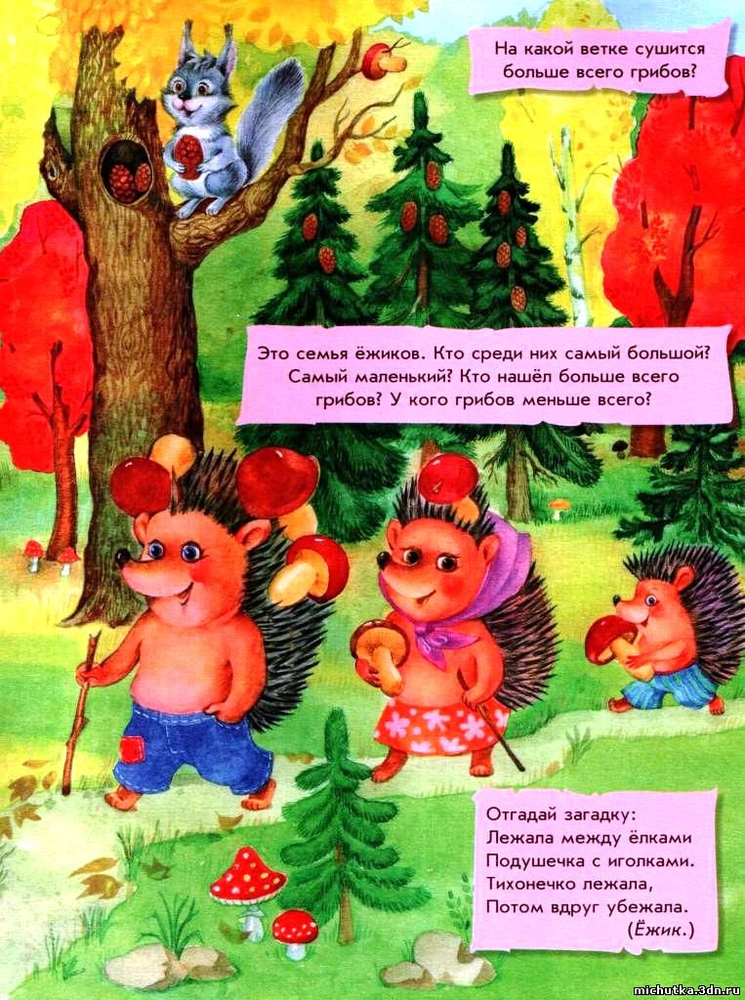 На какой ветке сушится
больше всего грибов?
Это семья ёжиков. Кто среди них самый большой?
Самый маленький? Кто нашёл больше всего
грибов? У кого грибов меньше всего?
Отгадай загадку:
Лежала между ёлками
Подушечка с иголками.
Тихонечко лежала,
Потом вдруг убежала.
(Ёжик.)
michutka.3dn.ru